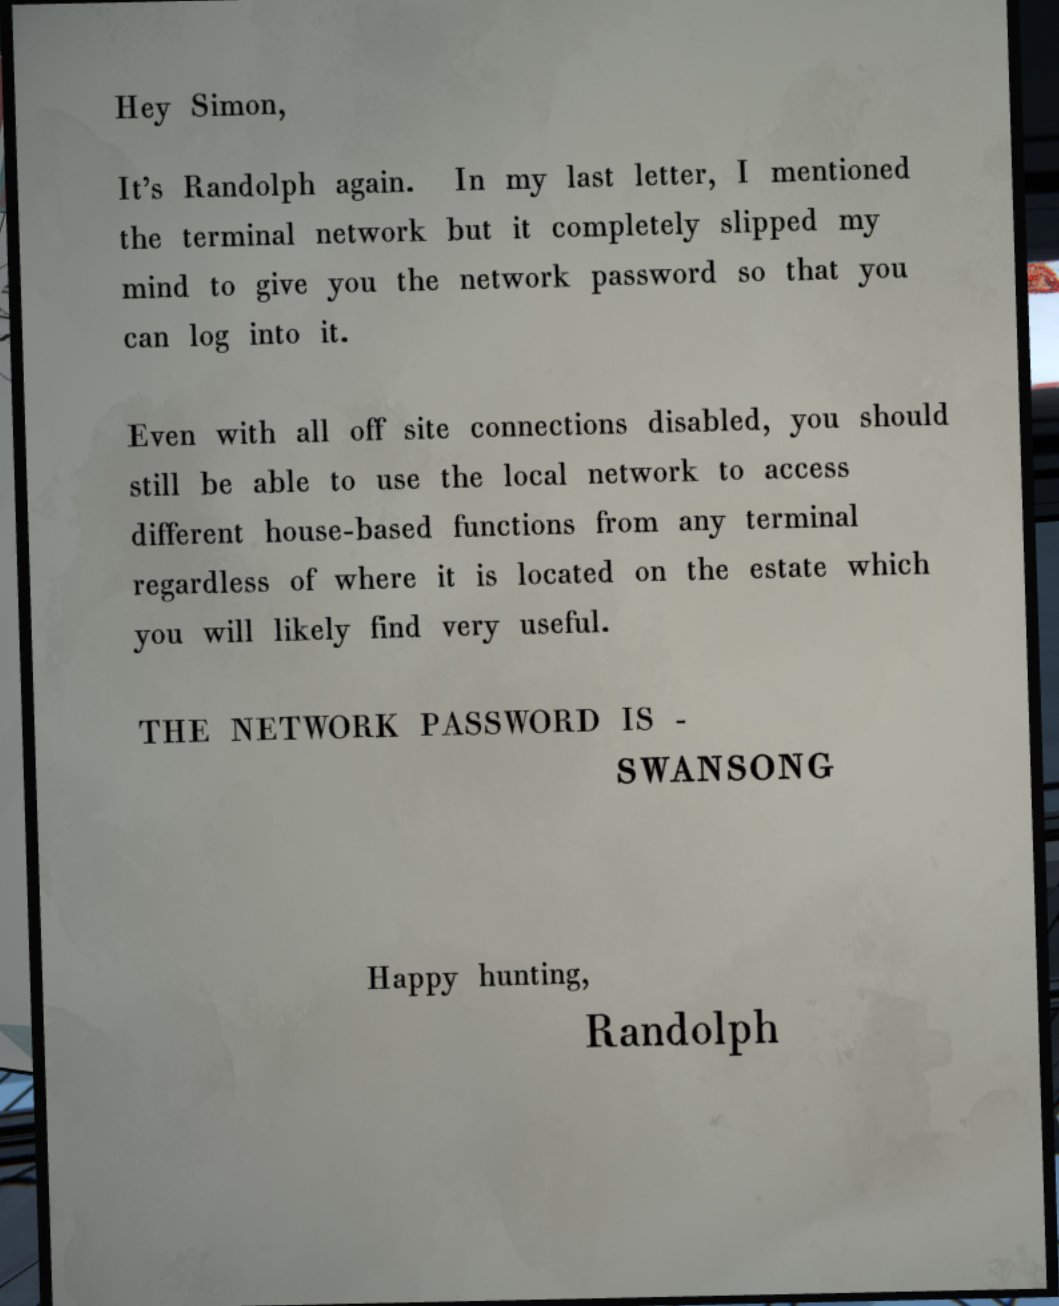 Hey Simon,
It's Randolph again. In my last letter, I mentioned
the terminal network but it completely slipped my
mind to give you the network password so that you
can log into it.
Even with all off site connections disabled, you should
still be able to use the local network to access
different house-based functions from any terminal
regardless of where it is located on the estate which
you will likely find very useful.
THE NETWORK PASSWORD IS -
SWANSONG
Happy hunting,
Randolph